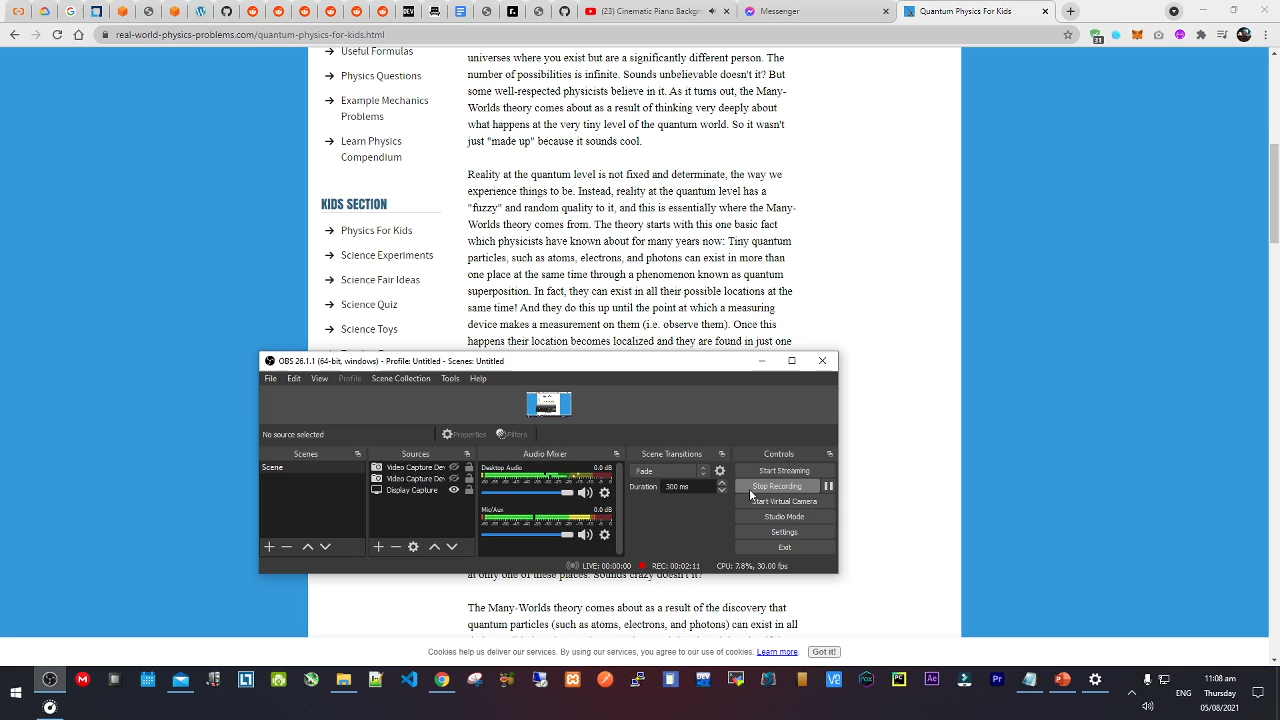 (23) Cinematic Piano Backgr
Messenger
Quantum Physics For Kids
real-world-physics-problems.com/quantum-physics-for-kids.html
31
Useful Formulas
Physics Questions
Example Mechanics
Problems
Learn Physics
Compendium
KIDS SECTION
Physics For Kids
Science Experiments
Science Fair Ideas
Science Quiz
Science Toys
universes where you exist but are a significantly different person. The
number of possibilities is infinite. Sounds unbelievable doesn't it? But
some well-respected physicists believe in it. As it turns out, the Many-
Worlds theory comes about as a result of thinking very deeply about
what happens at the very tiny level of the quantum world. So it wasn't
just "made up" because it sounds cool.
Reality at the quantum level is not fixed and determinate, the way we
experience things to be. Instead, reality at the quantum level has a
"fuzzy" and random quality to it, and this is essentially where the Many-
Worlds theory comes from. The theory starts with this one basic fact
which physicists have known about for many years now: Tiny quantum
particles, such as atoms, electrons, and photons can exist in more than
one place at the same time through a phenomenon known as quantum
superposition. In fact, they can exist in all their possible locations at the
same time! And they do this up until the point at which a measuring
device makes a measurement on them (i.e. observe them). Once this
happens their location becomes localized and they are found in just one
OBS 26.1.1 (64-bit, windows) - Profile: Untitled - Scenes: Untitled
File Edit View Profile Scene Collection Tools Help
No source selected
Properties
Filters
Scenes
Sources
Audio Mixer
Scene Transitions
Controls
Scene
Video Capture Dev
Video Capture Dev
Display Capture
Desktop Audio
0.0 dB
Mic/Aux
0.0 dB
Fade
Duration
300 ms
Start Streaming
Stop Recording
Start Virtual Camera
Studio Mode
Settings
Exit
LIVE: 00:00:00
REC: 00:02:11
CPU: 7.8%, 30.00 fps
at only one of these places. Sounds crazy doesn't it?
The Many-Worlds theory comes about as a result of the discovery that
quantum particles (such as atoms, electrons, and photons) can exist in all
Cookies help us deliver our services. By using our services, you agree to our use of cookies. Learn more. Got it!
ENG
11:08 am
Thursday
05/08/2021